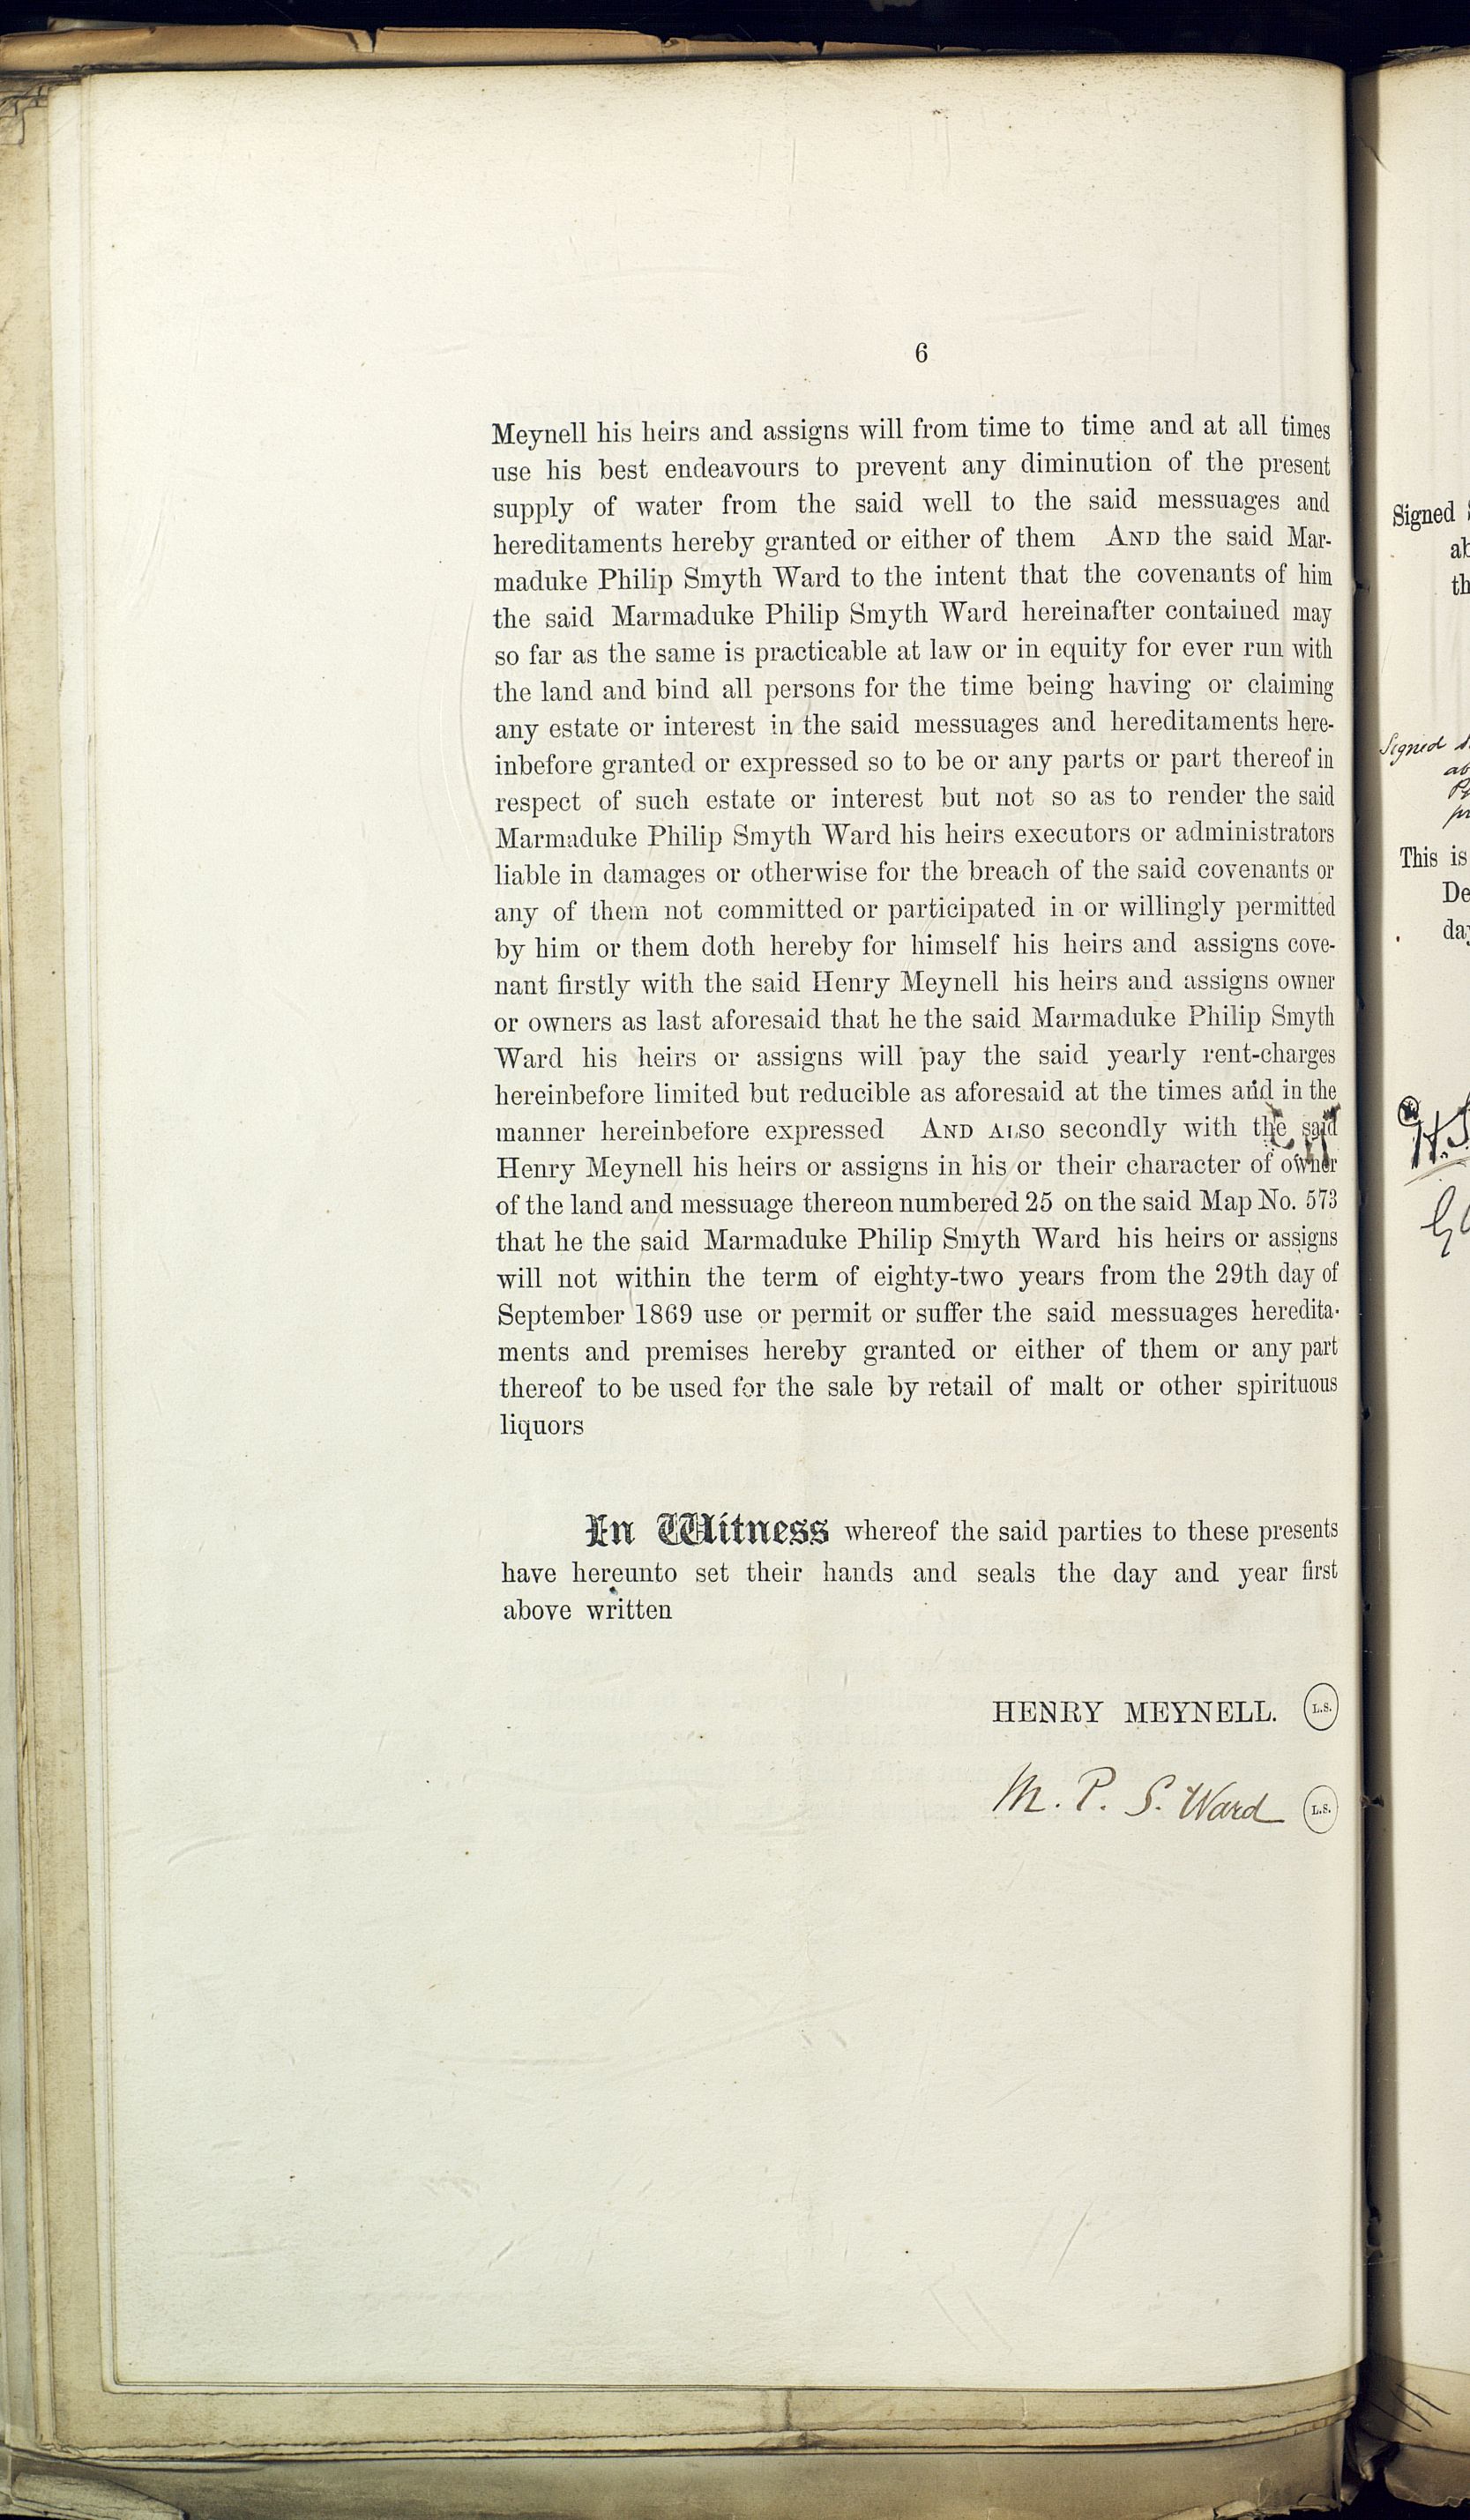 6
Meynell his heirs and assigns will from time to time and at all times
use his best endeavours to prevent any diminution of the present
supply of water from the said well to the said messuages and
hereditaments hereby granted or either of them AND the said Mar-
maduke Philip Smyth Ward to the intent that the covenants of him
the said Marmaduke Philip Smyth Ward hereinafter contained may
so far as the same is practicable at law or in equity for ever run with
the land and bind all persons for the time being having or claiming
any estate or interest in the said messuages and hereditaments here-
inbefore granted or expressed so to be or any parts or part thereof in
respect of such estate or interest but not so as to render the said
Marmaduke Philip Smyth Ward his heirs executors or administrators
liable in damages or otherwise for the breach of the said covenants or
any of them not committed or participated in or willingly permitted
by him or them doth hereby for himself his heirs and assigns cove-
nant firstly with the said Henry Meynell his heirs and assigns owner
or owners as last aforesaid that he the said Marmaduke Philip Smyth
Ward his heirs or assigns will pay the said yearly rent-charges
hereinbefore limited but reducible as aforesaid at the times and in the
manner hereinbefore expressed AND ALSO secondly with the said
Henry Meynell his heirs or assigns in his or their character of owner
of the land and messuage thereon numbered 25 on the said Map No. 573
that he the said Marmaduke Philip Smyth Ward his heirs or assigns
will not within the term of eighty-two years from the 29th day of
September 1869 use or permit or suffer the said messuages heredita-
ments and premises hereby granted or either of them or any part
thereof to be used for the sale by retail of malt or other spirituous
liquors
In Witness whereof the said parties to these presents
have hereunto set their hands and seals the day and year first
above written
HENRY MEYNELL. L.S.
M. P. S. Ward L.S.
Signed
Signed
This is